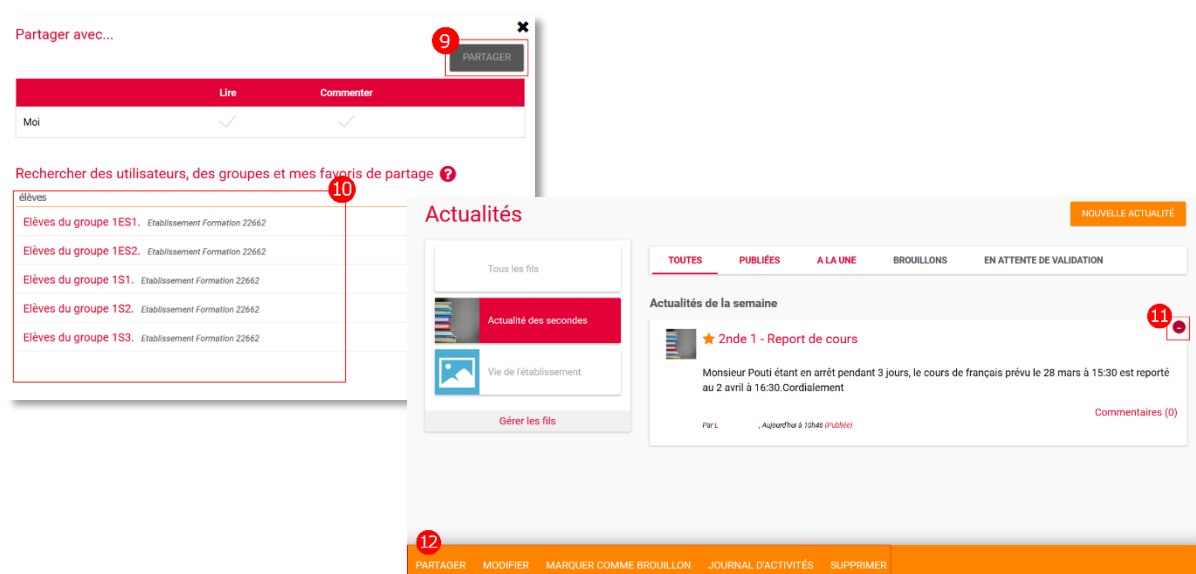 Partager avec...
✖
9
PARTAGER
Lire Commenter
Moi
Rechercher des utilisateurs, des groupes et mes favoris de partage ?
10
élèves
Elèves du groupe 1ES1. Etablissement Formation 22662
Elèves du groupe 1ES2. Etablissement Formation 22662
Elèves du groupe 1S1. Etablissement Formation 22662
Elèves du groupe 1S2. Etablissement Formation 22662
Elèves du groupe 1S3. Etablissement Formation 22662
Actualités
NOUVELLE ACTUALITÉ
Tous les fils
Actualité des secondes
Vie de l'établissement
Gérer les fils
TOUTES PUBLIÉES A LA UNE BROUILLONS EN ATTENTE DE VALIDATION
Actualités de la semaine
11
2nde 1 - Report de cours
Monsieur Pouti étant en arrêt pendant 3 jours, le cours de français prévu le 28 mars à 15:30 est reporté
au 2 avril à 16:30.Cordialement
Commentaires (0)
Par L , Aujourd'hui à 10h46 (Publiée)
12
PARTAGER MODIFIER MARQUER COMME BROUILLON JOURNAL D'ACTIVITÉS SUPPRIMER